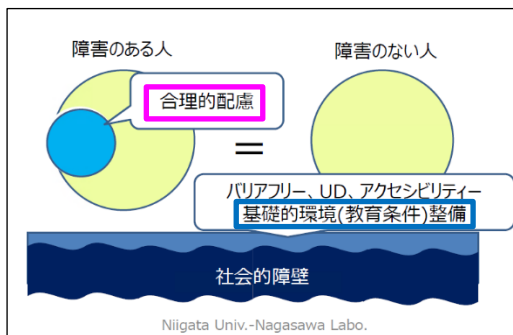 障害のある人
障害のない人
合理的配慮
＝
バリアフリー、UD、アクセシビリティー
基礎的環境(教育条件)整備
社会的障壁
Niigata Univ.-Nagasawa Labo.